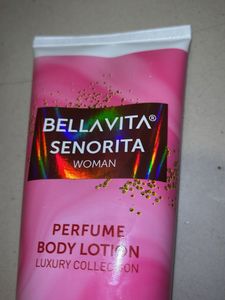 BELLAVITA®
SENORITA
WOMAN
PERFUME
BODY LOTION
LUXURY COLLECTION